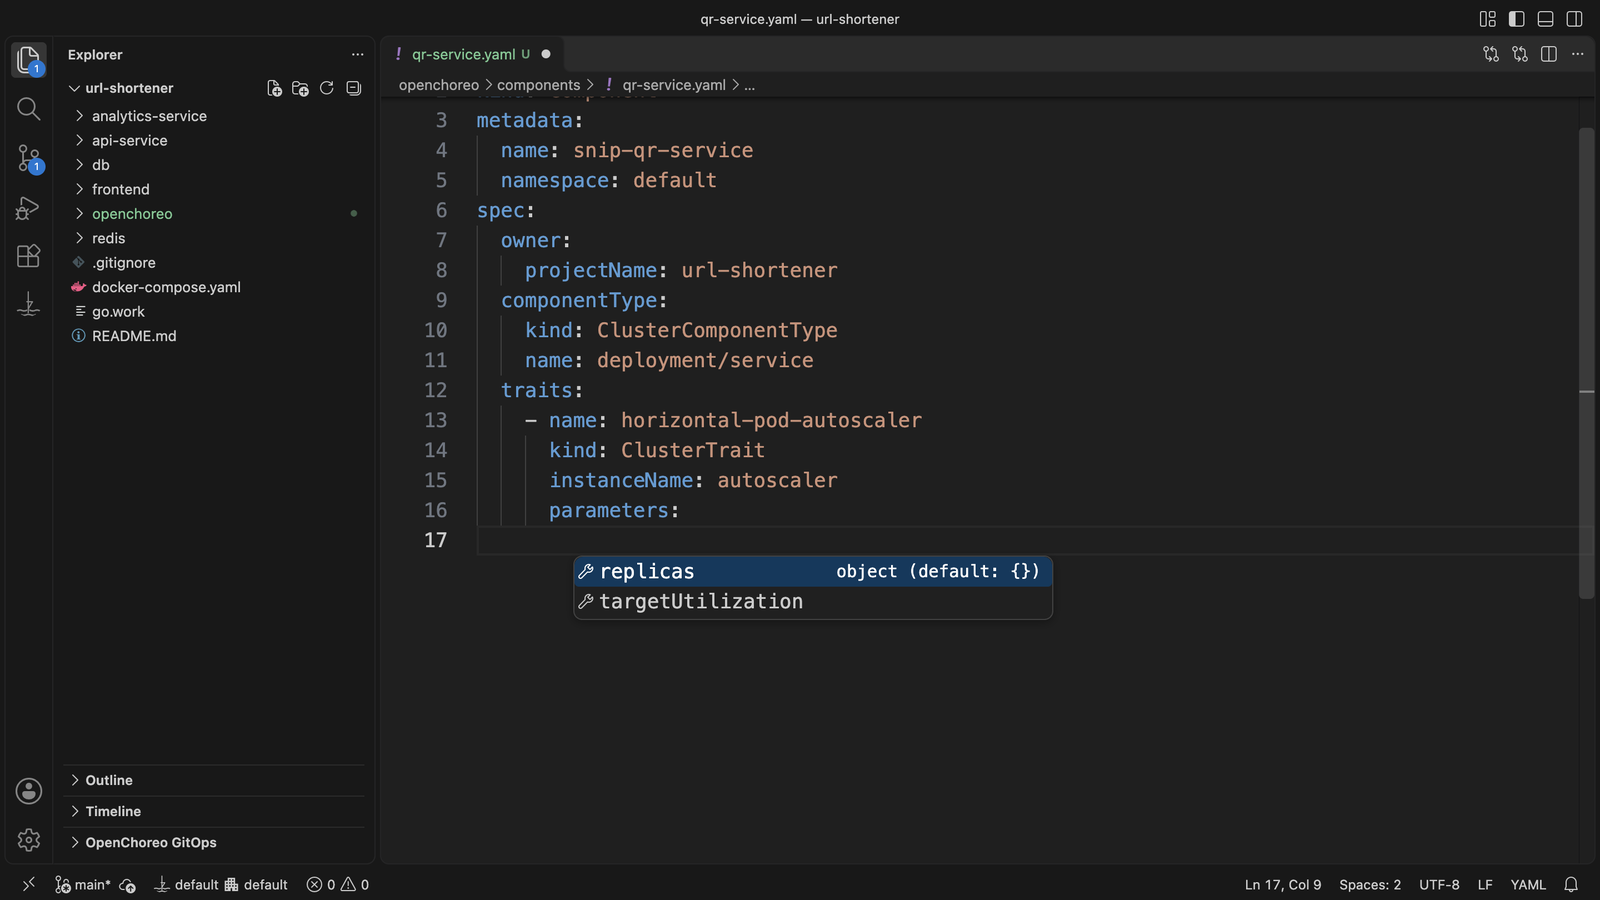 qr-service.yaml — url-shortener
Explorer
1
url-shortener
analytics-service
api-service
db
1
frontend
openchoreo
redis
.gitignore
docker-compose.yaml
go.work
README.md
Outline
Timeline
OpenChoreo GitOps
! qr-service.yaml U
openchoreo > components > ! qr-service.yaml > ...
3 metadata:
4 name: snip-qr-service
5 namespace: default
6 spec:
7 owner:
8 projectName: url-shortener
9 componentType:
10 kind: ClusterComponentType
11 name: deployment/service
12 traits:
13 - name: horizontal-pod-autoscaler
14 kind: ClusterTrait
15 instanceName: autoscaler
16 parameters:
17
replicas object (default: {})
targetUtilization
main* default default 0 0
Ln 17, Col 9 Spaces: 2 UTF-8 LF YAML